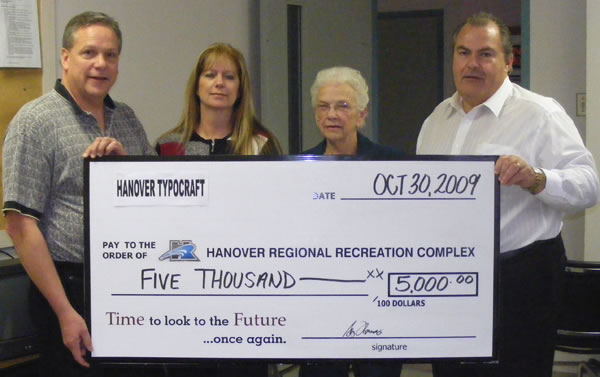 HANOVER TYPOCRAFT
DATE OCT 30, 2009
PAY TO THE
ORDER OF HANOVER REGIONAL RECREATION COMPLEX
FIVE THOUSAND xx 5,000.00
100 DOLLARS
Time to look to the Future
...once again.
signature